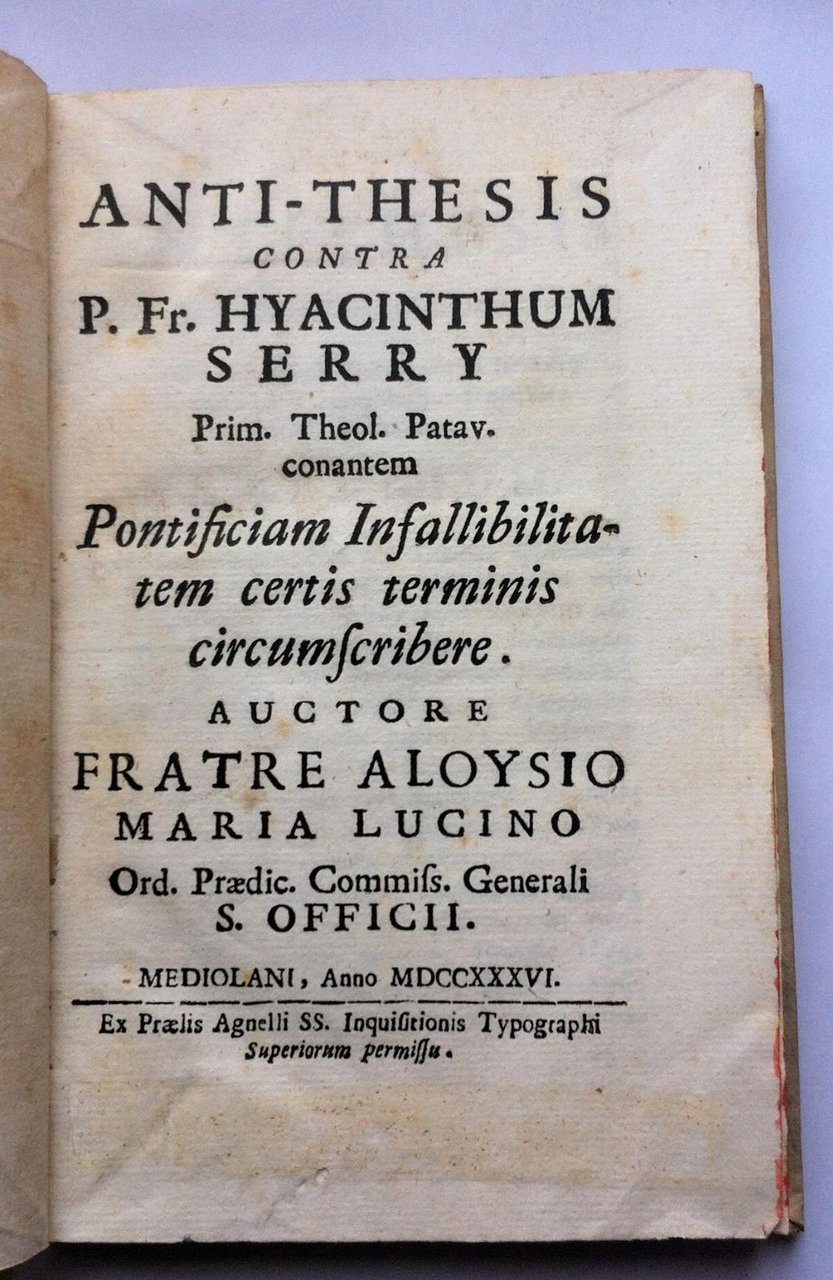 ANTI-THESIS
CONTRA
P. Fr. HYACINTHUM
SERRY
Prim. Theol. Patav.
conantem
Pontificiam Infallibilita-
tem certis terminis
circumſcribere.
AUCTORE
FRATRE ALOYSIO
MARIA LUCINO
Ord. Prædic. Commiſs. Generali
S. OFFICII.
MEDIOLANI, Anno MDCCXXXVI.
Ex Prælis Agnelli SS. Inquiſitionis Typographi
Superiorum permiſſu.